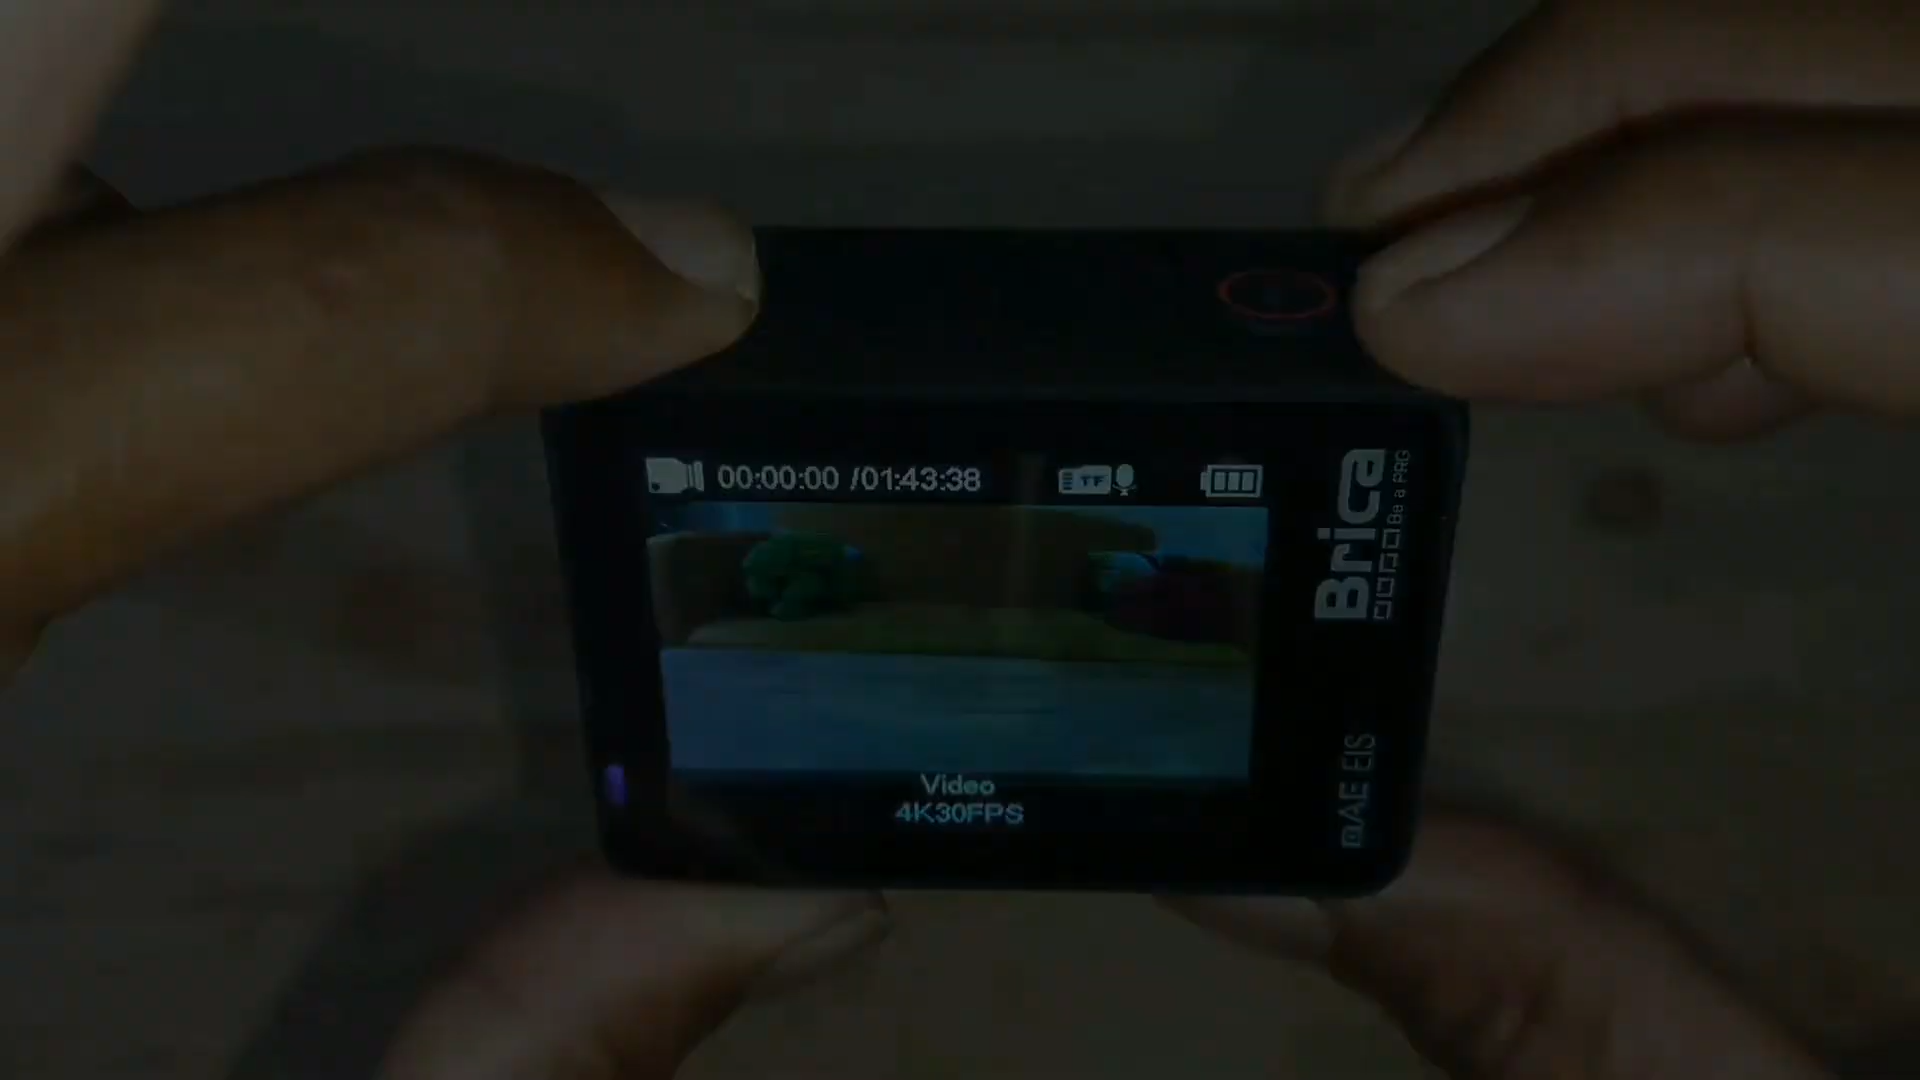 00:00:00 /01:43:38
TF
Video
4K30FPS
Brica
Be a PRO
AE EIS